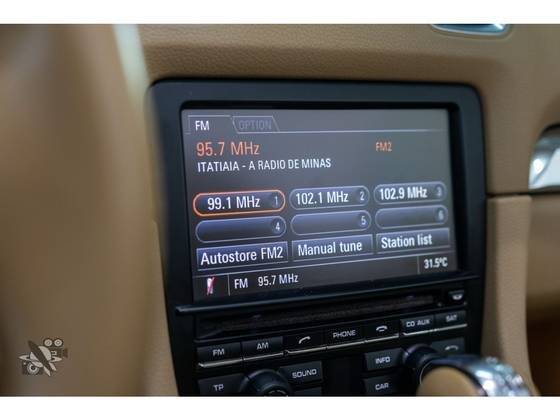 FM OPTION
95.7 MHz FM2
ITATIAIA - A RADIO DE MINAS
99.1 MHz 1 102.1 MHz 2 102.9 MHz 3
4 5 6
Autostore FM2 Manual tune Station list
31.5°C
FM 95.7 MHz
FM AM PHONE CD AUX SAT
TP SOUND INFO
CAR